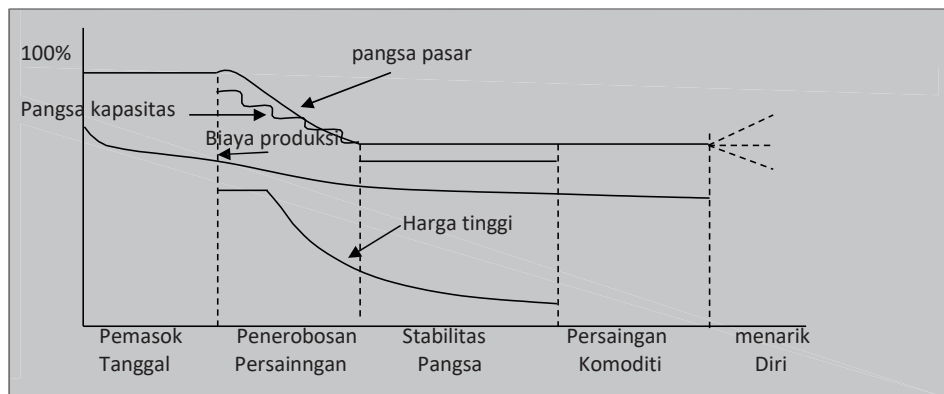 100%
pangsa pasar
Pangsa kapasitas
Biaya produksi
Harga tinggi
Pemasok
Tanggal
Penerobosan
Persainngan
Stabilitas
Pangsa
Persaingan
Komoditi
menarik
Diri